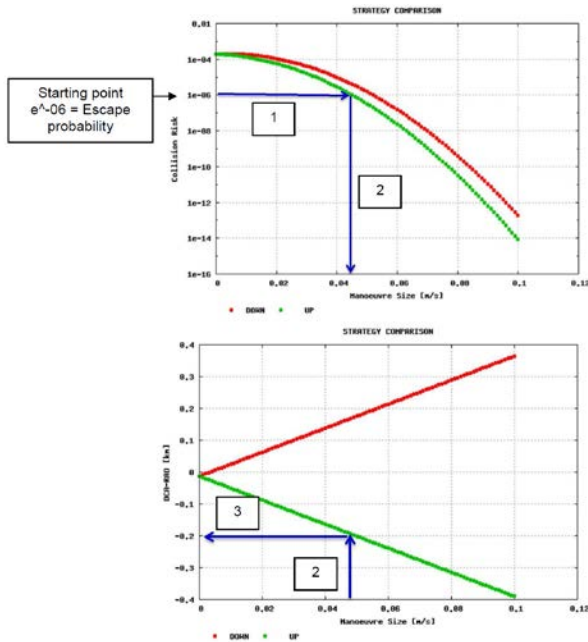 STRATEGY COMPARISON
0.01
1e-04
1e-06
1e-08
1e-10
1e-12
1e-14
1e-16
Collision Risk
Starting point
e^-06 = Escape
probability
1
2
0 0.02 0.04 0.06 0.08 0.1 0.12
Manoeuvre Size [m/s]
DOWN UP
STRATEGY COMPARISON
0.4
0.3
0.2
0.1
0
-0.1
-0.2
-0.3
-0.4
DCA-RAD [km]
3
2
0 0.02 0.04 0.06 0.08 0.1 0.12
Manoeuvre Size [m/s]
DOWN UP